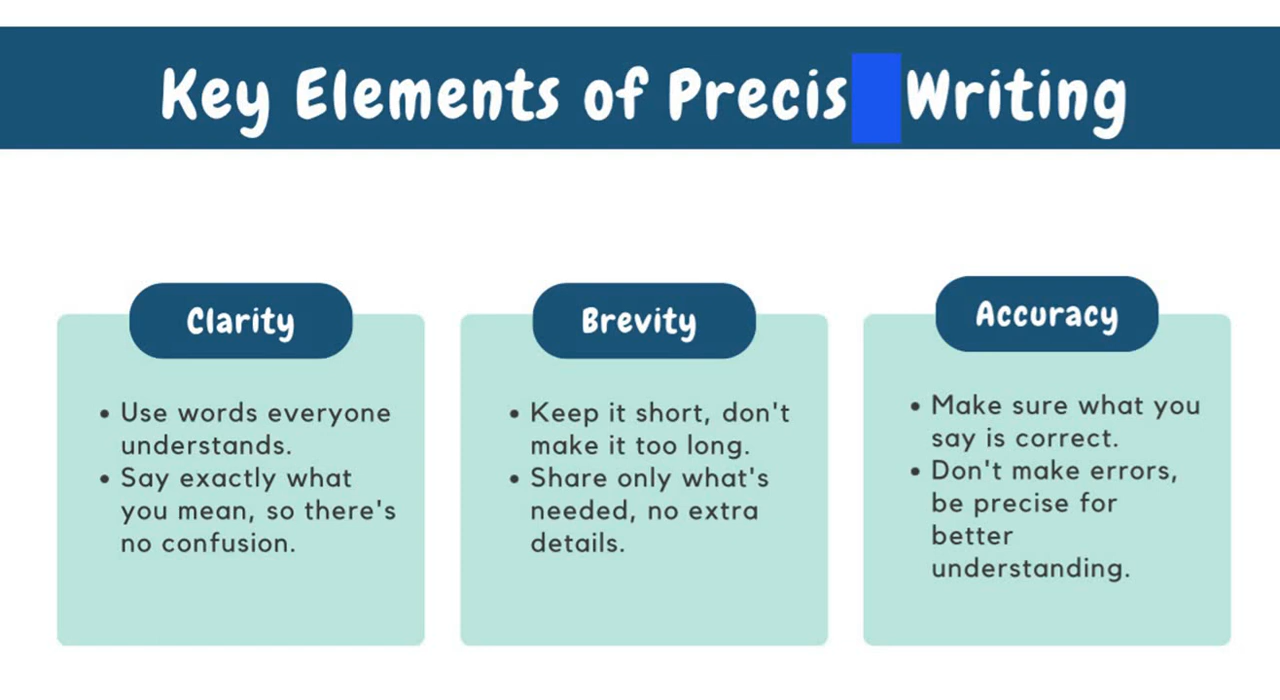 Key Elements of Writing
Clarity
• Use words everyone
understands.
• Say exactly what
you mean, so there's
no confusion.
Brevity
• Keep it short, don't
make it too long.
• Share only what's
needed, no extra
details.
Accuracy
• Make sure what you
say is correct.
• Don't make errors,
be precise for
better
understanding.